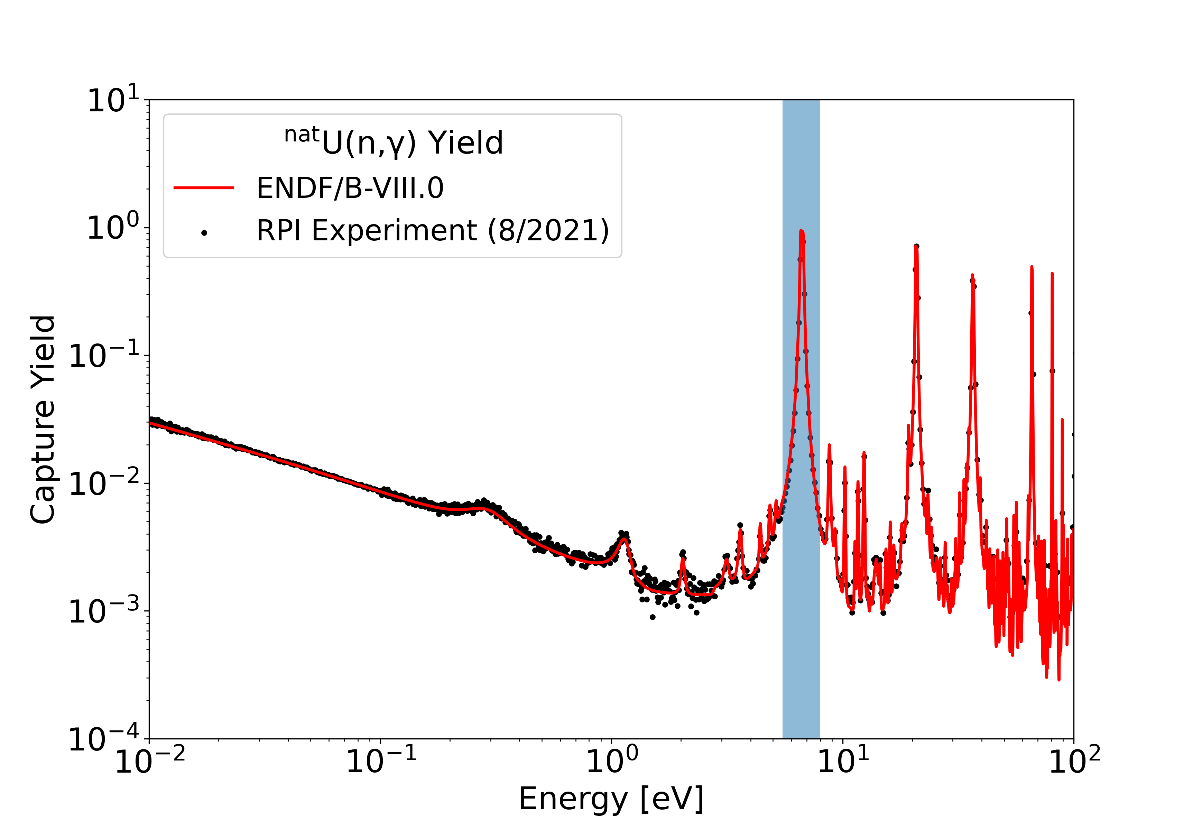 10¹
10⁰
10⁻¹
10⁻²
10⁻³
10⁻⁴
Capture Yield
ⁿᵃᵗU(n,γ) Yield
ENDF/B-VIII.0
RPI Experiment (8/2021)
10⁻² 10⁻¹ 10⁰ 10¹ 10²
Energy [eV]